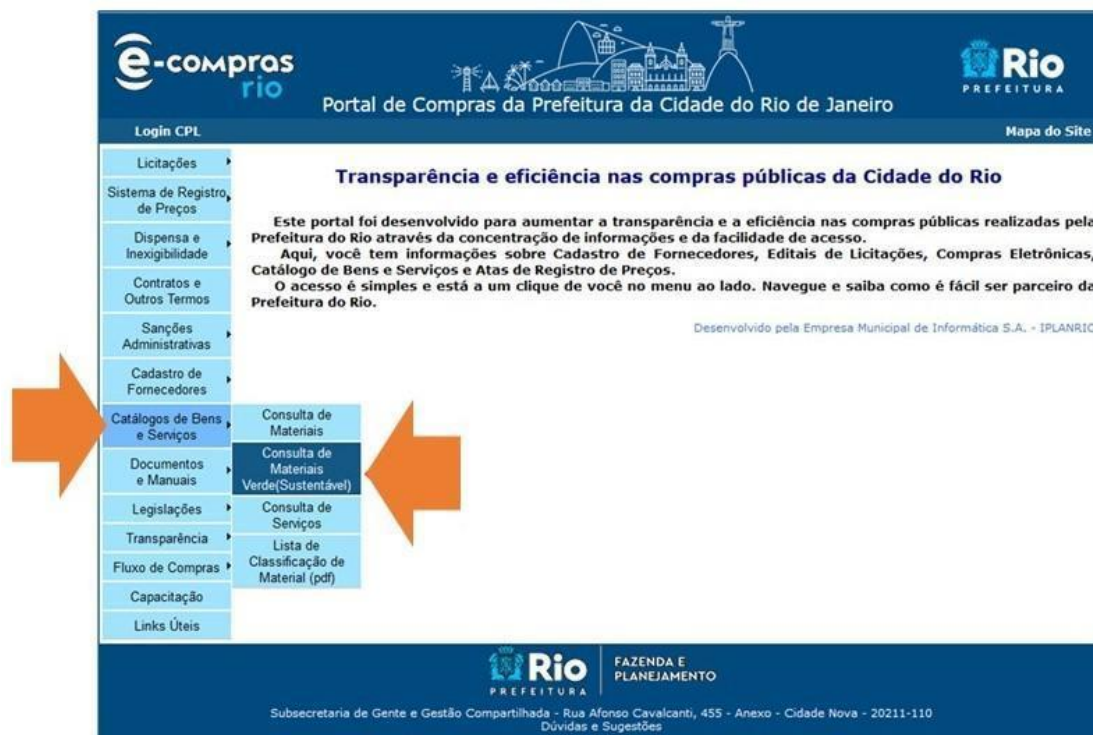 e-compras
rio
Rio
PREFEITURA
Portal de Compras da Prefeitura da Cidade do Rio de Janeiro
Login CPL
Mapa do Site
Licitações
Sistema de Registro
de Preços
Dispensa e
Inexigibilidade
Contratos e
Outros Termos
Sanções
Administrativas
Cadastro de
Fornecedores
Catálogos de Bens
e Serviços
Documentos
e Manuais
Legislações
Transparência
Fluxo de Compras
Capacitação
Links Úteis
Consulta de
Materiais
Consulta de
Materiais
Verde(Sustentável)
Consulta de
Serviços
Lista de
Classificação de
Material (pdf)
Transparência e eficiência nas compras públicas da Cidade do Rio
Este portal foi desenvolvido para aumentar a transparência e a eficiência nas compras públicas realizadas pela
Prefeitura do Rio através da concentração de informações e da facilidade de acesso.
Aqui, você tem informações sobre Cadastro de Fornecedores, Editais de Licitações, Compras Eletrônicas,
Catálogo de Bens e Serviços e Atas de Registro de Preços.
O acesso é simples e está a um clique de você no menu ao lado. Navegue e saiba como é fácil ser parceiro da
Prefeitura do Rio.
Desenvolvido pela Empresa Municipal de Informática S.A. - IPLANRIO
Rio
PREFEITURA
FAZENDA E
PLANEJAMENTO
Subsecretaria de Gente e Gestão Compartilhada - Rua Afonso Cavalcanti, 455 - Anexo - Cidade Nova - 20211-110
Dúvidas e Sugestões